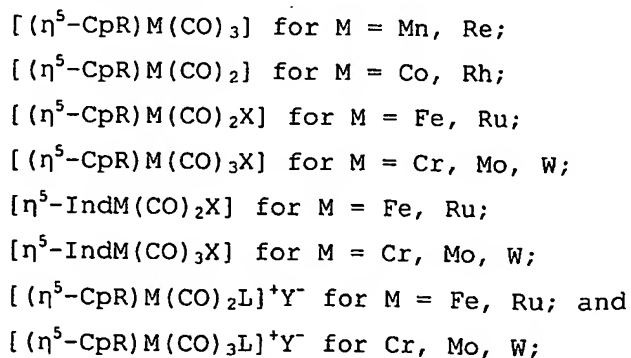 [(η⁵-CpR)M(CO)₃] for M = Mn, Re;
[(η⁵-CpR)M(CO)₂] for M = Co, Rh;
[(η⁵-CpR)M(CO)₂X] for M = Fe, Ru;
[(η⁵-CpR)M(CO)₃X] for M = Cr, Mo, W;
[η⁵-IndM(CO)₂X] for M = Fe, Ru;
[η⁵-IndM(CO)₃X] for M = Cr, Mo, W;
[(η⁵-CpR)M(CO)₂L]⁺Y⁻ for M = Fe, Ru; and
[(η⁵-CpR)M(CO)₃L]⁺Y⁻ for Cr, Mo, W;